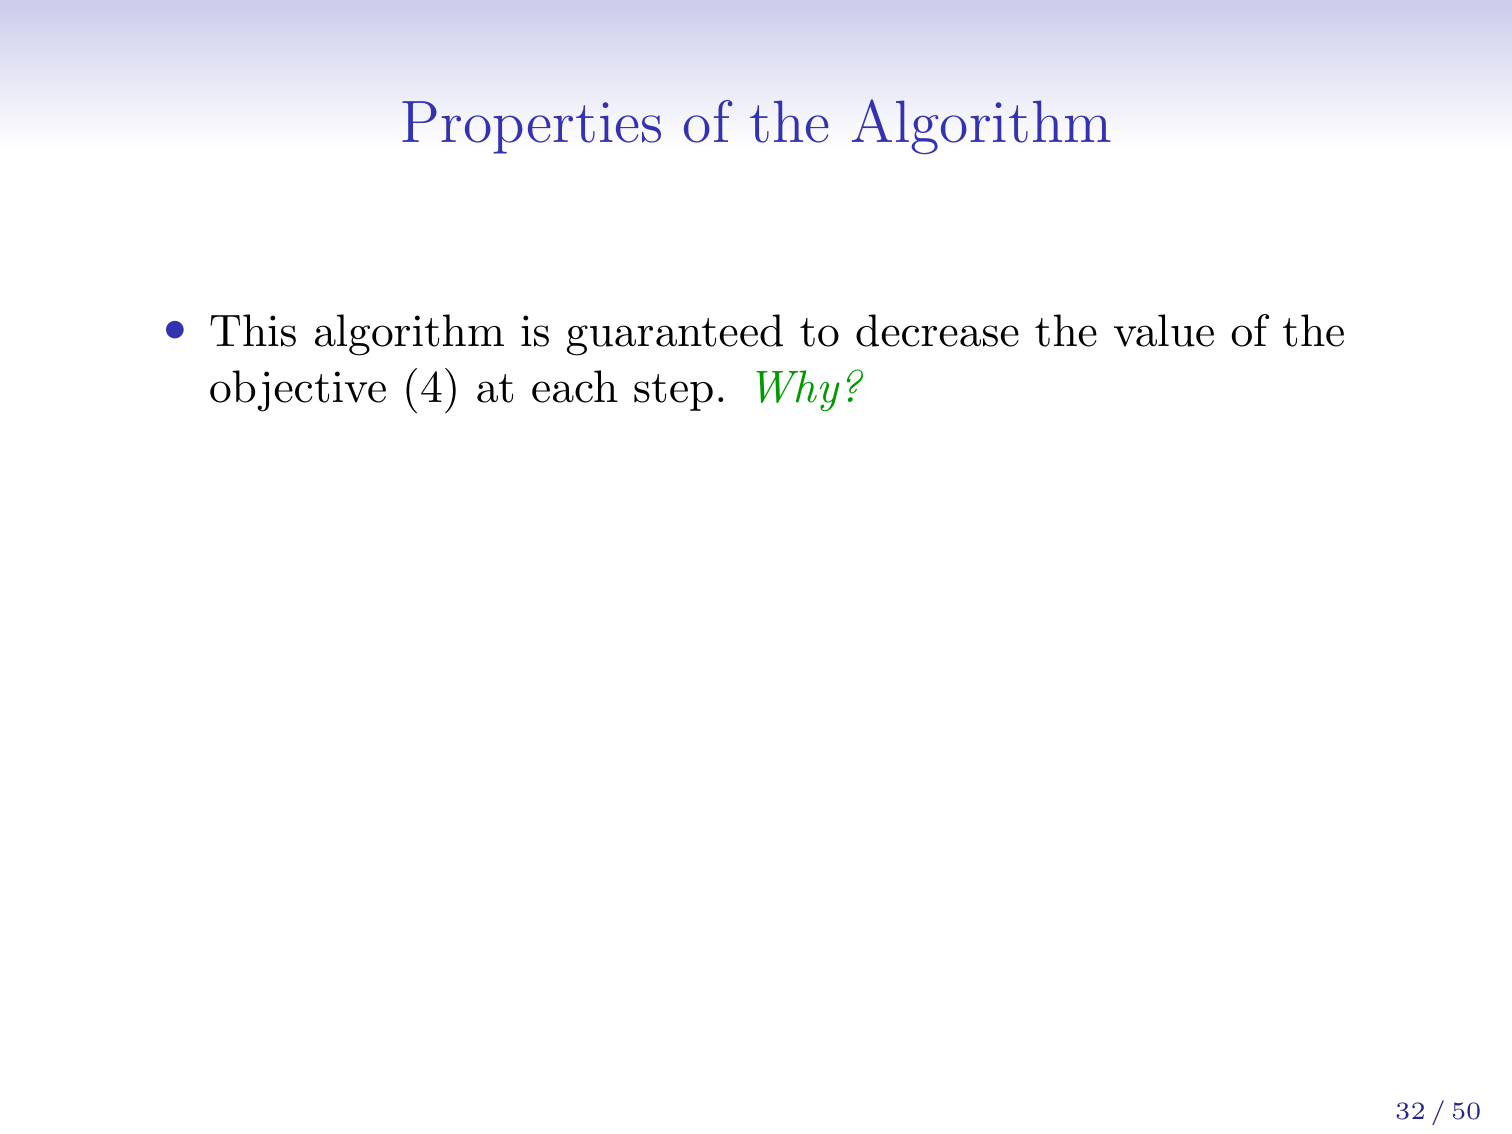 Properties of the Algorithm
• This algorithm is guaranteed to decrease the value of the
objective (4) at each step. Why?
32 / 50